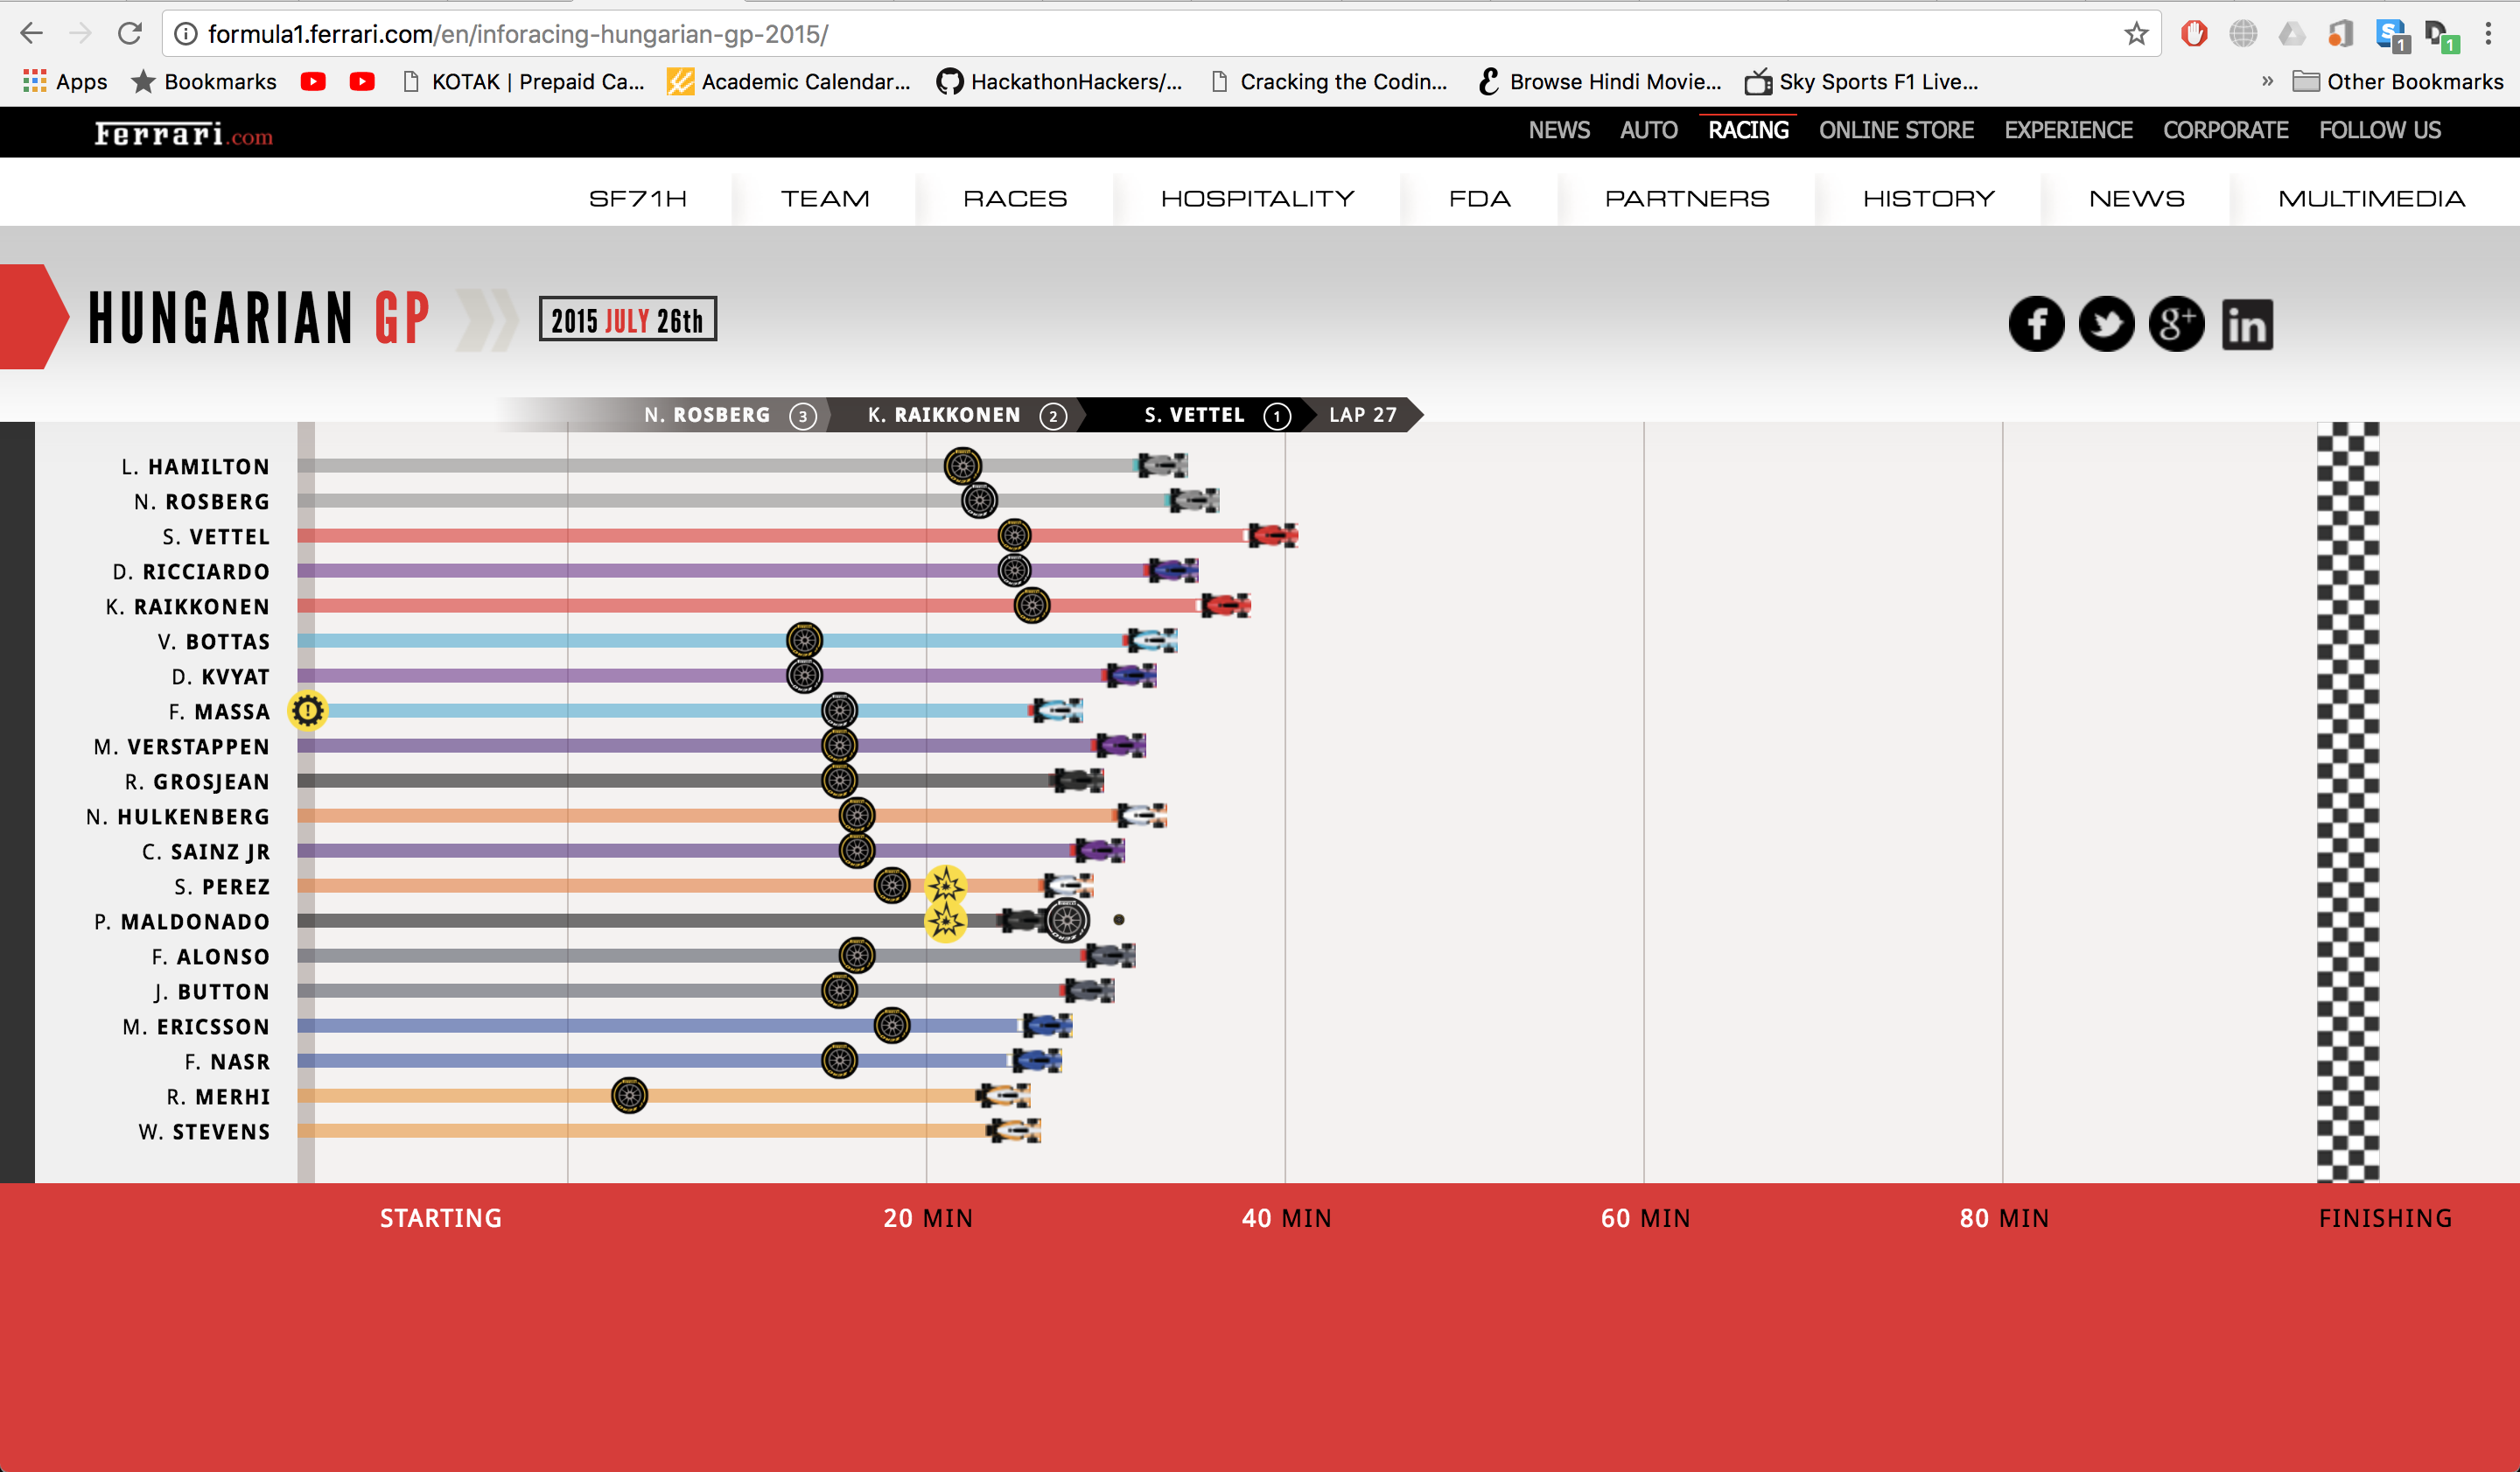 formula1.ferrari.com/en/inforacing-hungarian-gp-2015/
1 1
Apps Bookmarks KOTAK | Prepaid Ca... Academic Calendar... HackathonHackers/... Cracking the Codin... Browse Hindi Movie... Sky Sports F1 Live... » Other Bookmarks
Ferrari.com NEWS AUTO RACING ONLINE STORE EXPERIENCE CORPORATE FOLLOW US
SF71H TEAM RACES HOSPITALITY FDA PARTNERS HISTORY NEWS MULTIMEDIA
HUNGARIAN GP 2015 JULY 26th
N. ROSBERG 3 K. RAIKKONEN 2 S. VETTEL 1 LAP 27
L. HAMILTON
N. ROSBERG
S. VETTEL
D. RICCIARDO
K. RAIKKONEN
V. BOTTAS
D. KVYAT
F. MASSA
M. VERSTAPPEN
R. GROSJEAN
N. HULKENBERG
C. SAINZ JR
S. PEREZ
P. MALDONADO
F. ALONSO
J. BUTTON
M. ERICSSON
F. NASR
R. MERHI
W. STEVENS
STARTING 20 MIN 40 MIN 60 MIN 80 MIN FINISHING